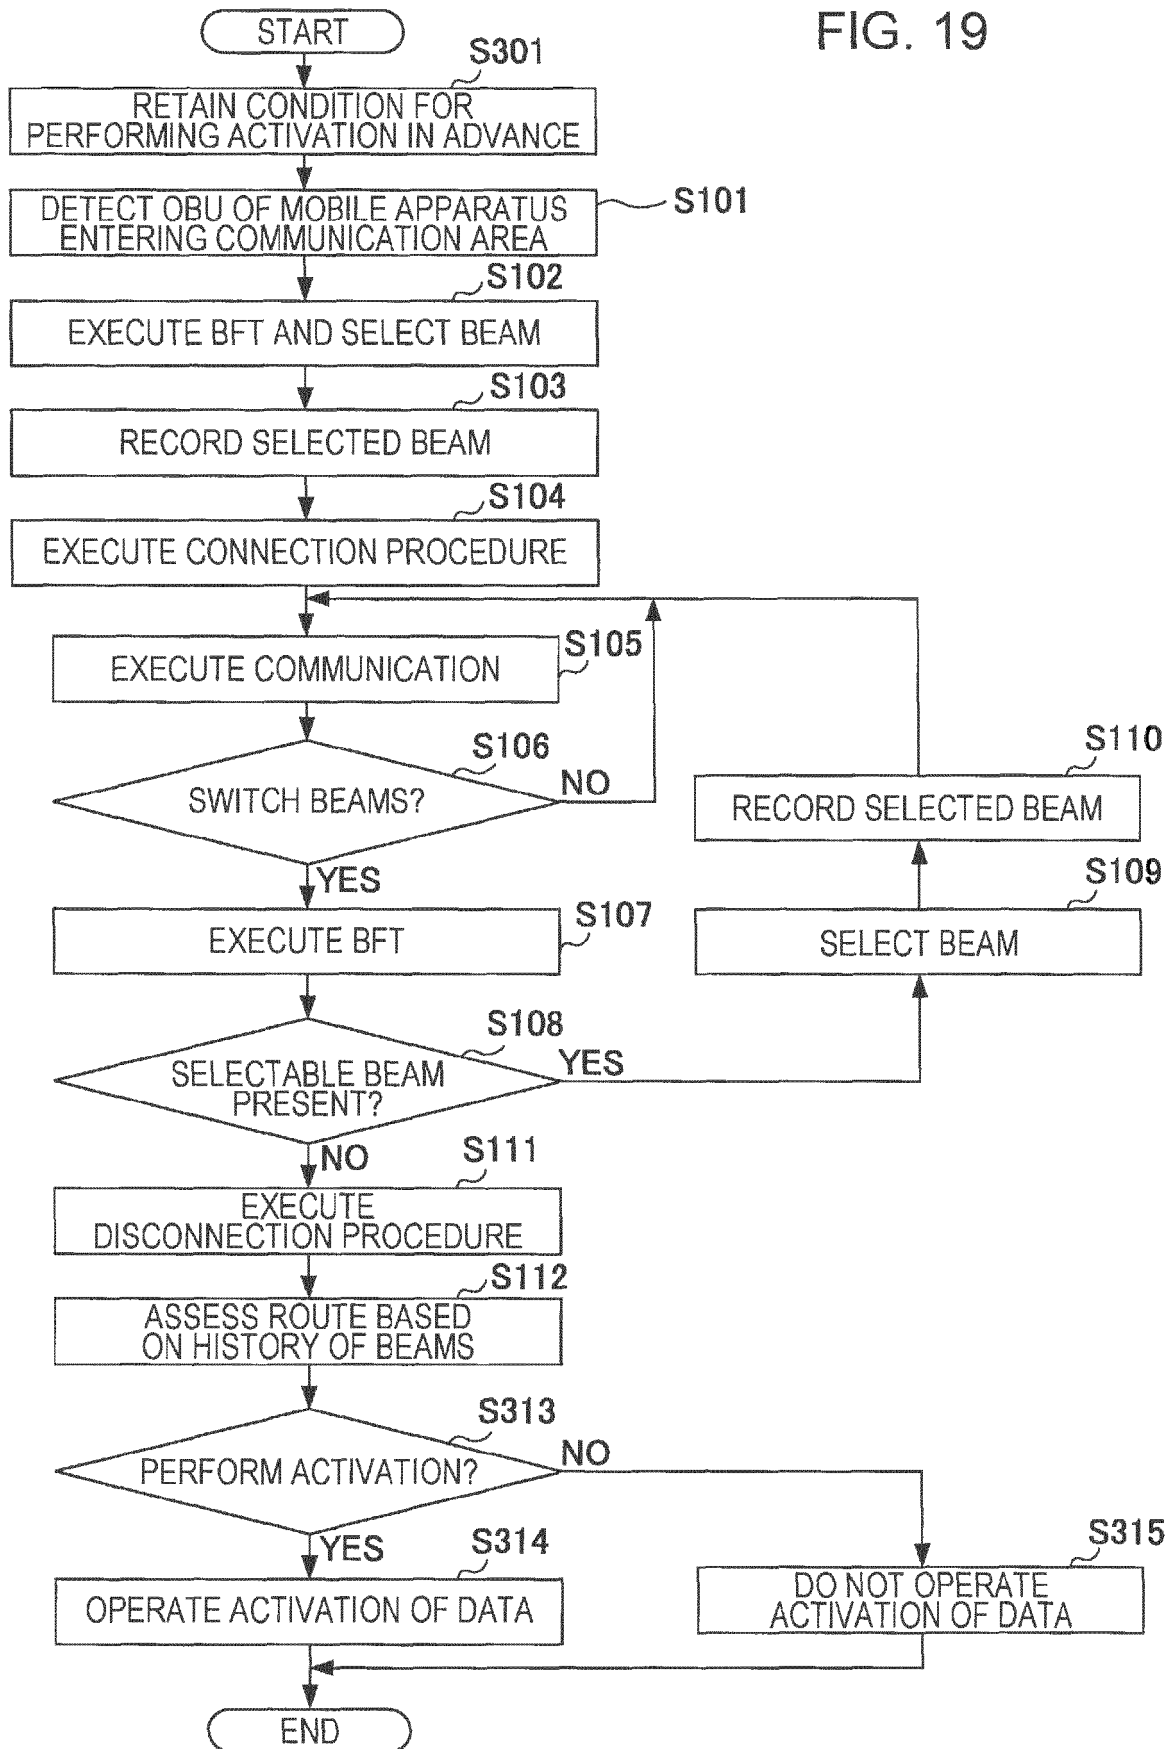 FIG. 19
START
S301
RETAIN CONDITION FOR
PERFORMING ACTIVATION IN ADVANCE
S101
DETECT OBU OF MOBILE APPARATUS
ENTERING COMMUNICATION AREA
S102
EXECUTE BFT AND SELECT BEAM
S103
RECORD SELECTED BEAM
S104
EXECUTE CONNECTION PROCEDURE
S105
EXECUTE COMMUNICATION
S106
SWITCH BEAMS?
NO
YES
S110
RECORD SELECTED BEAM
S109
SELECT BEAM
S107
EXECUTE BFT
S108
SELECTABLE BEAM
PRESENT?
YES
NO
S111
EXECUTE
DISCONNECTION PROCEDURE
S112
ASSESS ROUTE BASED
ON HISTORY OF BEAMS
S313
PERFORM ACTIVATION?
NO
YES
S314
OPERATE ACTIVATION OF DATA
S315
DO NOT OPERATE
ACTIVATION OF DATA
END